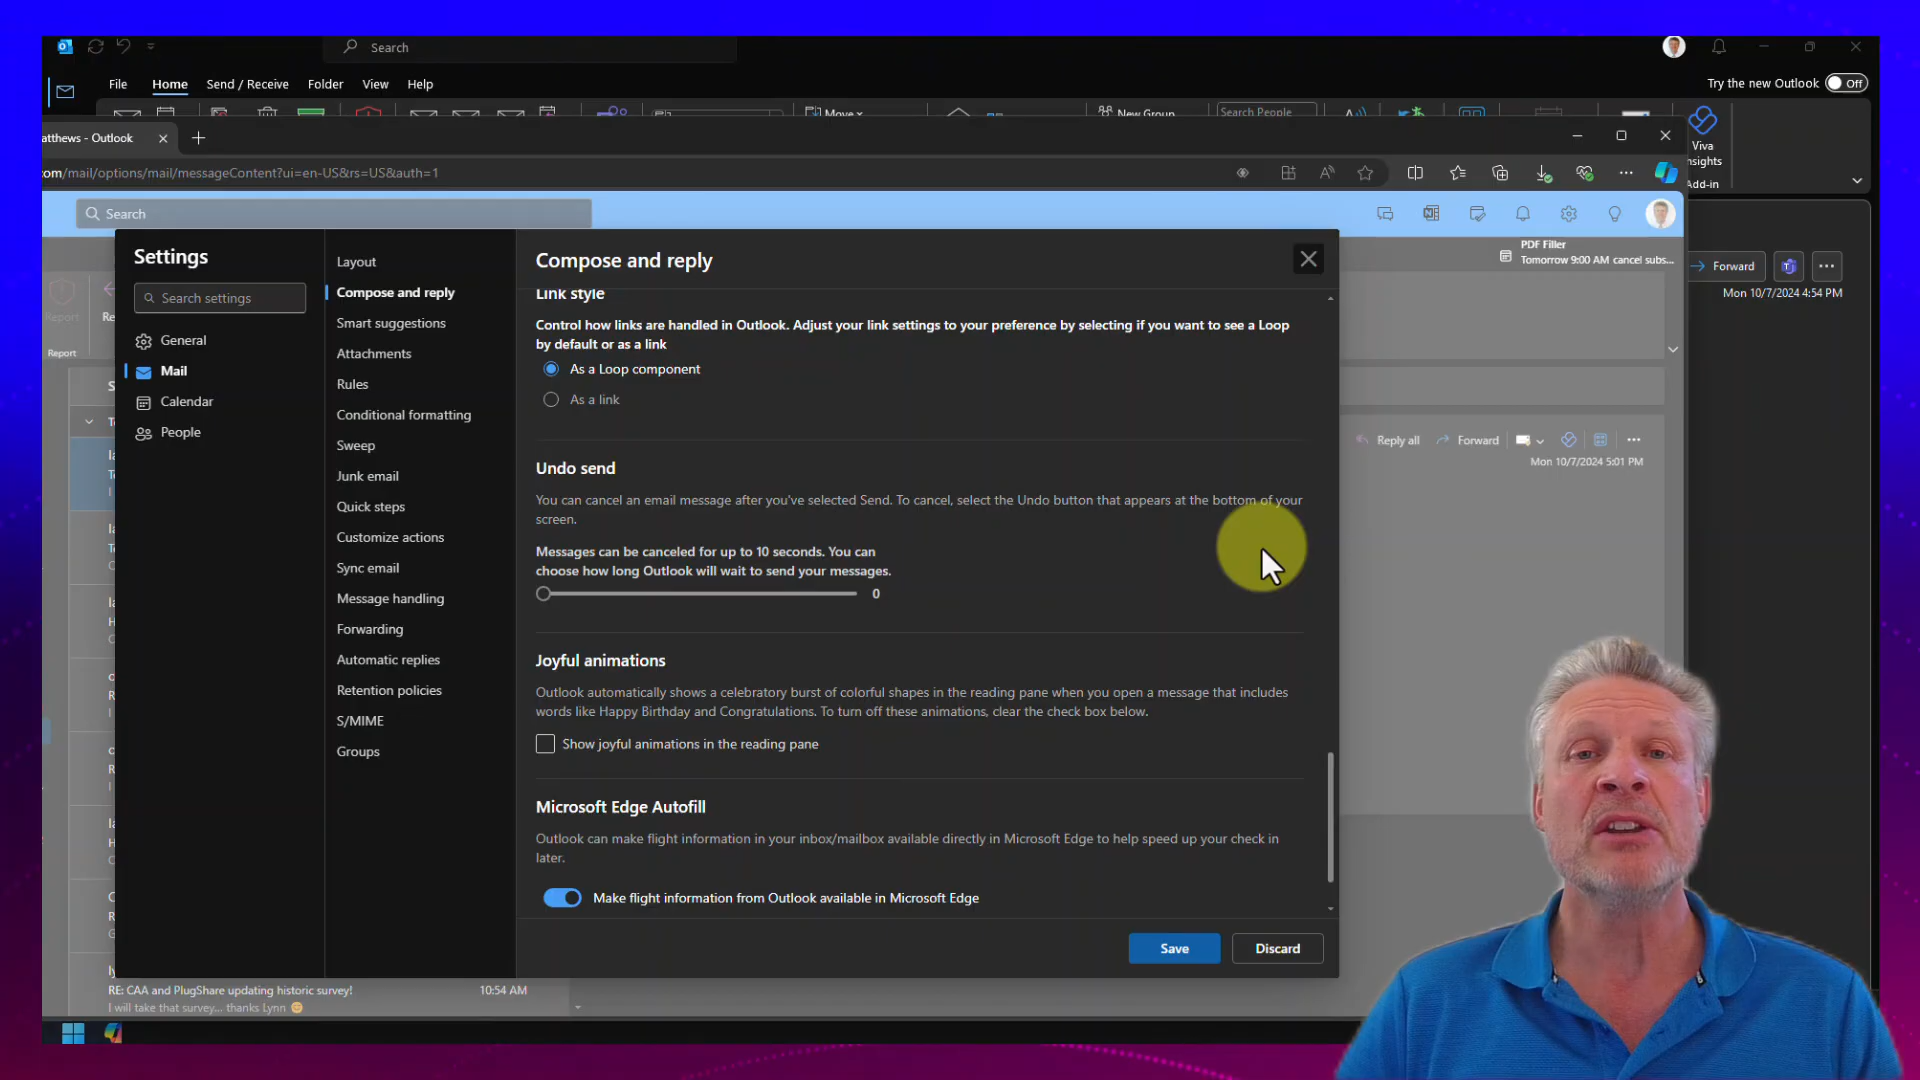 Search
File Home Send / Receive Folder View Help
Try the new Outlook Off
Move
New Group
Search People
Viva
Insights
Add-in
atthews - Outlook
com/mail/options/mail/messageContent?ui=en-US&rs=US&auth=1
Search
PDF Filler
Tomorrow 9:00 AM cancel subs...
Forward
Mon 10/7/2024 4:54 PM
Report
Report
Reply all
Forward
Mon 10/7/2024 5:01 PM
Settings
Search settings
General
Mail
Calendar
People
Layout
Compose and reply
Smart suggestions
Attachments
Rules
Conditional formatting
Sweep
Junk email
Quick steps
Customize actions
Sync email
Message handling
Forwarding
Automatic replies
Retention policies
S/MIME
Groups
Compose and reply
Link style
Control how links are handled in Outlook. Adjust your link settings to your preference by selecting if you want to see a Loop
by default or as a link
As a Loop component
As a link
Undo send
You can cancel an email message after you've selected Send. To cancel, select the Undo button that appears at the bottom of your
screen.
Messages can be canceled for up to 10 seconds. You can
choose how long Outlook will wait to send your messages.
0
Joyful animations
Outlook automatically shows a celebratory burst of colorful shapes in the reading pane when you open a message that includes
words like Happy Birthday and Congratulations. To turn off these animations, clear the check box below.
Show joyful animations in the reading pane
Microsoft Edge Autofill
Outlook can make flight information in your inbox/mailbox available directly in Microsoft Edge to help speed up your check in
later.
Make flight information from Outlook available in Microsoft Edge
Save
Discard
RE: CAA and PlugShare updating historic survey! 10:54 AM
I will take that survey... thanks Lynn 😊